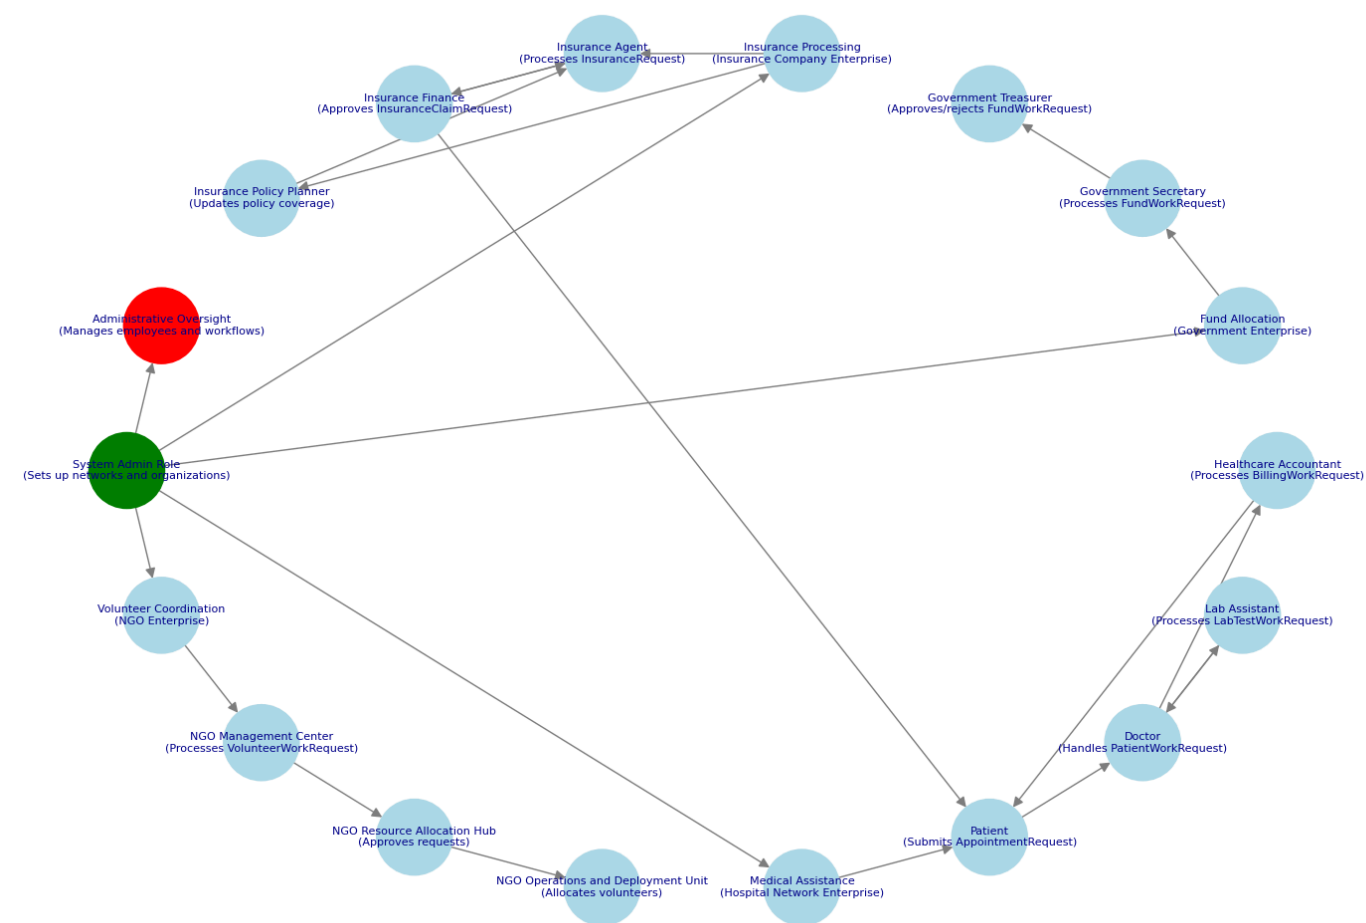 Insurance Agent
(Processes InsuranceRequest)
Insurance Processing
(Insurance Company Enterprise)
Insurance Finance
(Approves InsuranceClaimRequest)
Government Treasurer
(Approves/rejects FundWorkRequest)
Insurance Policy Planner
(Updates policy coverage)
Government Secretary
(Processes FundWorkRequest)
Administrative Oversight
(Manages employees and workflows)
Fund Allocation
(Government Enterprise)
System Admin Role
(Sets up networks and organizations)
Healthcare Accountant
(Processes BillingWorkRequest)
Volunteer Coordination
(NGO Enterprise)
Lab Assistant
(Processes LabTestWorkRequest)
NGO Management Center
(Processes VolunteerWorkRequest)
Doctor
(Handles PatientWorkRequest)
NGO Resource Allocation Hub
(Approves requests)
Patient
(Submits AppointmentRequest)
NGO Operations and Deployment Unit
(Allocates volunteers)
Medical Assistance
(Hospital Network Enterprise)